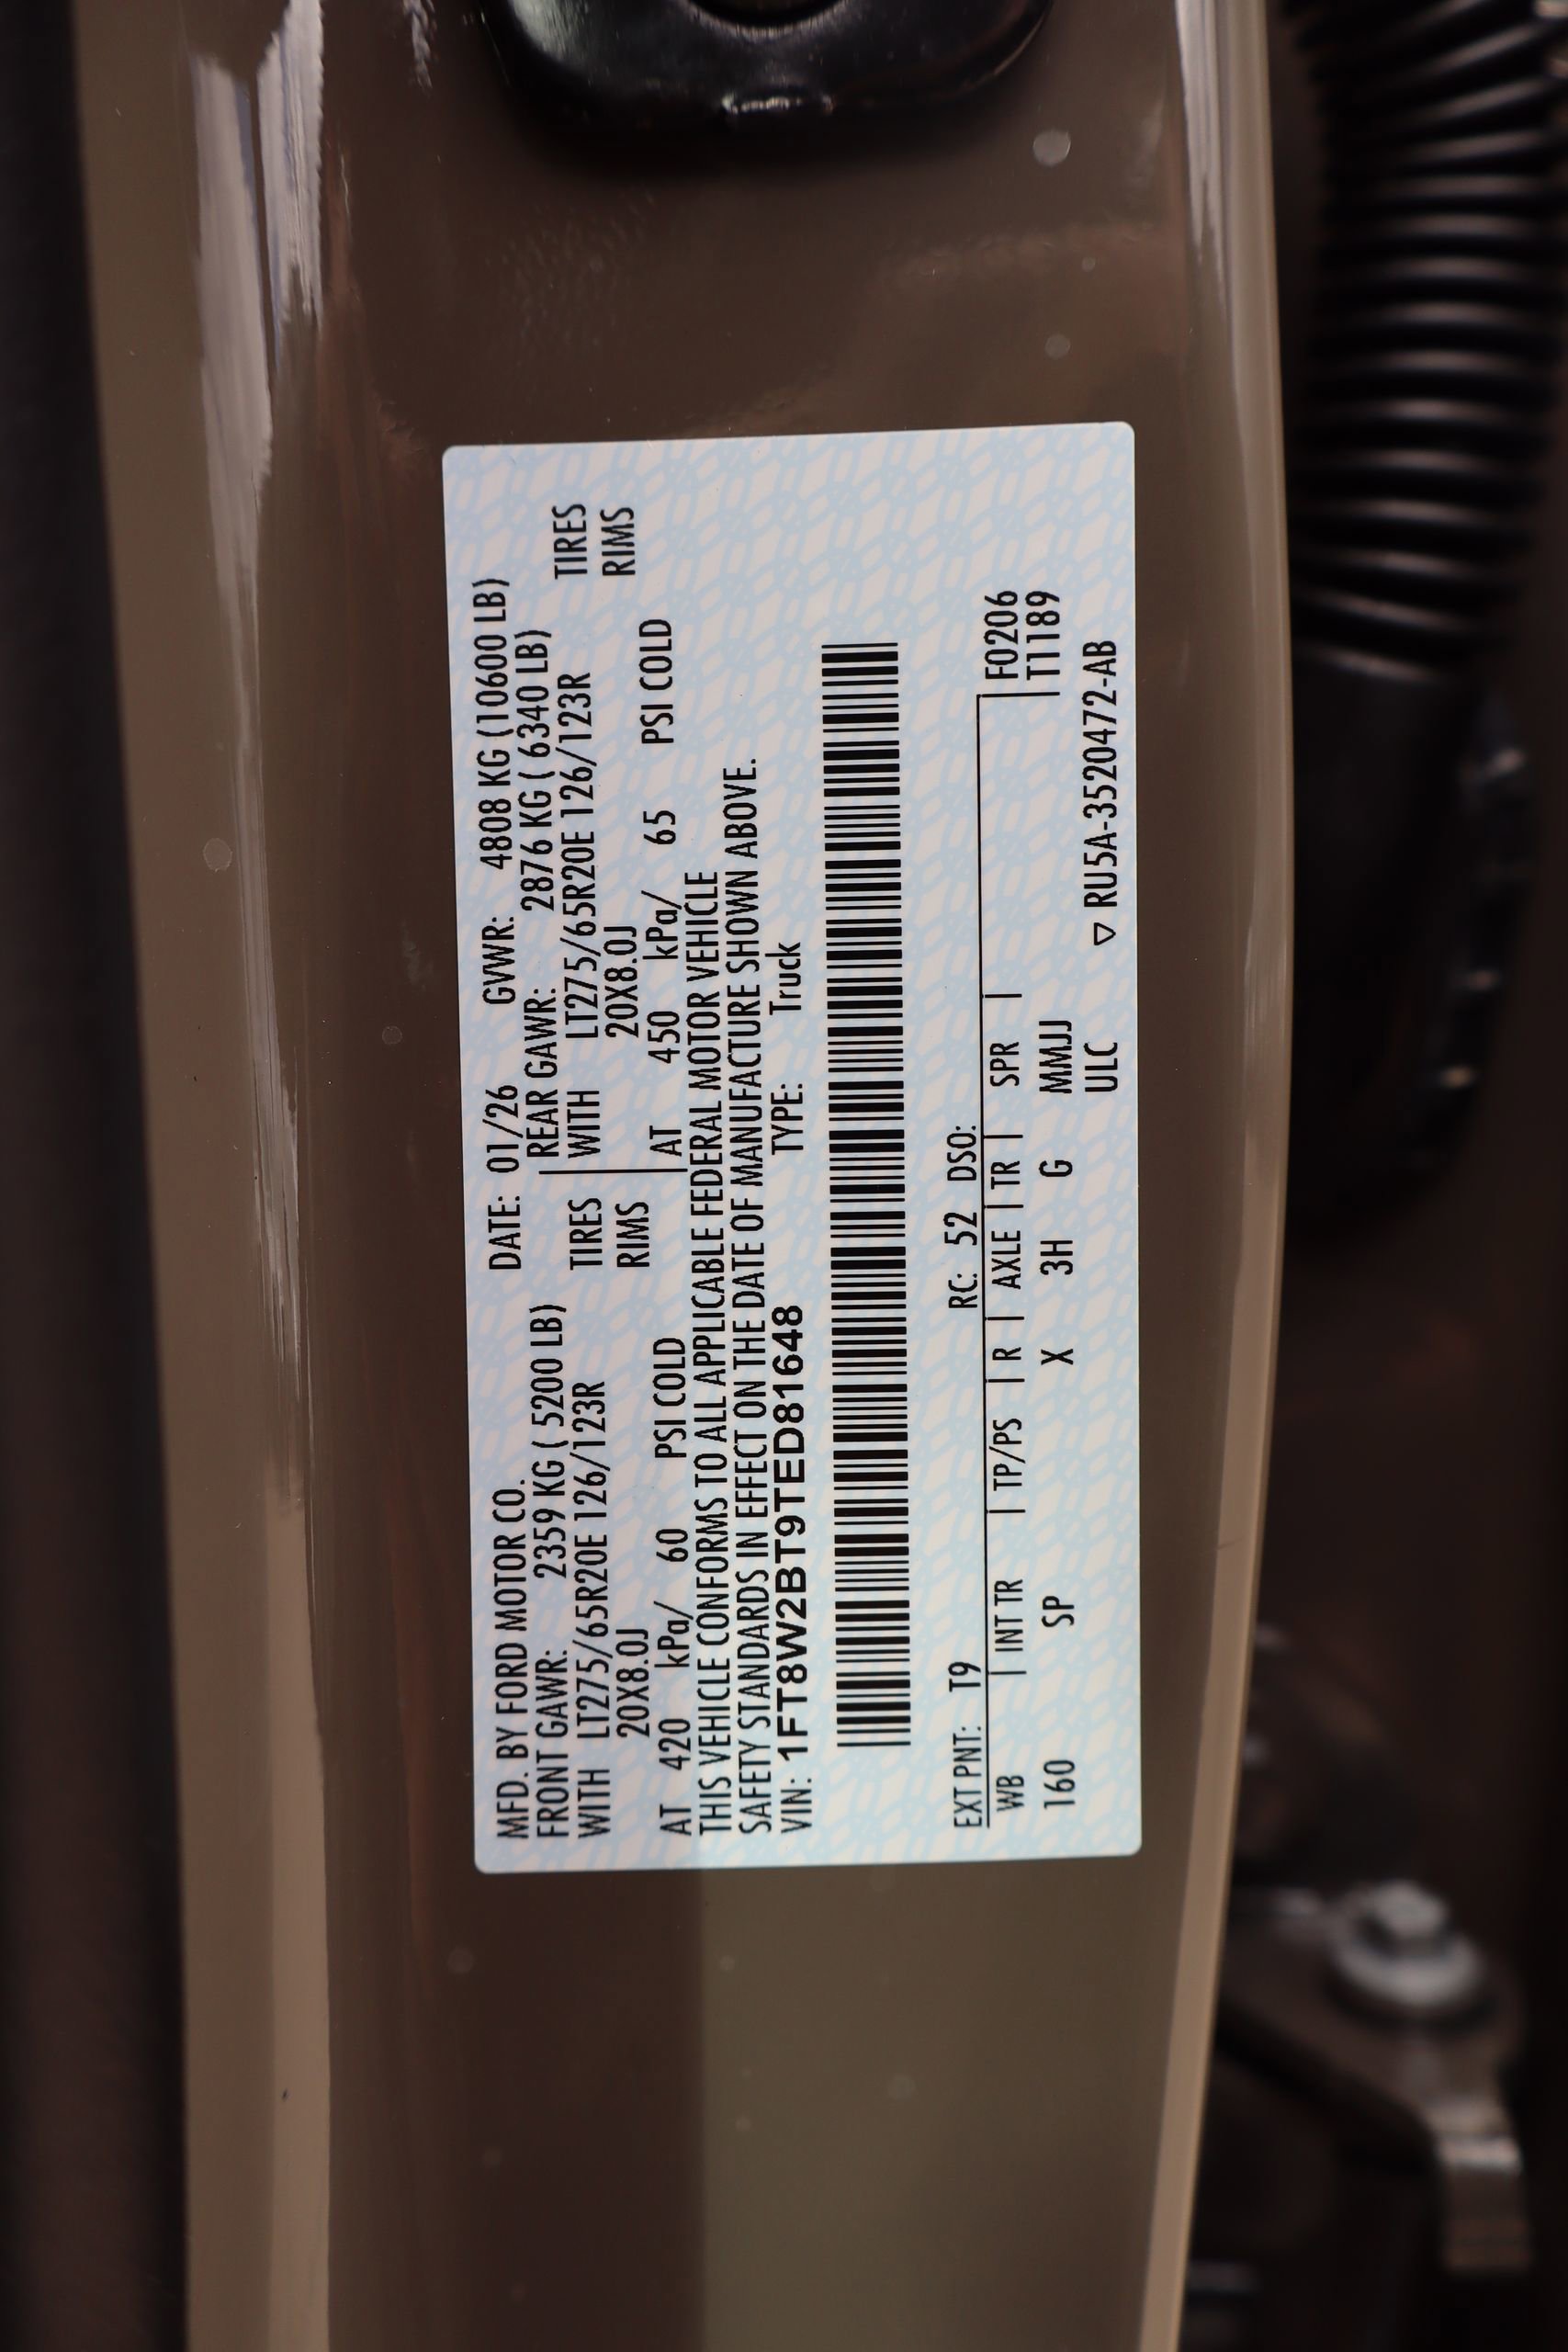 MFD. BY FORD MOTOR CO. DATE: 01/26 GVWR: 4808 KG (10600 LB)
FRONT GAWR: 2359 KG ( 5200 LB) REAR GAWR: 2876 KG ( 6340 LB)
WITH LT275/65R20E 126/123R TIRES WITH LT275/65R20E 126/123R TIRES
20X8.0J RIMS 20X8.0J RIMS
AT 420 kPa/ 60 PSI COLD AT 450 kPa/ 65 PSI COLD
THIS VEHICLE CONFORMS TO ALL APPLICABLE FEDERAL MOTOR VEHICLE
SAFETY STANDARDS IN EFFECT ON THE DATE OF MANUFACTURE SHOWN ABOVE.
VIN: 1FT8W2BT9TED81648 TYPE: Truck
EXT PNT: T9 RC: 52 DSO:
WB | INT TR | TP/PS | R | AXLE | TR | SPR | F0206
160 SP X 3H G MMJJ T1189
ULC ▽ RU5A-3520472-AB